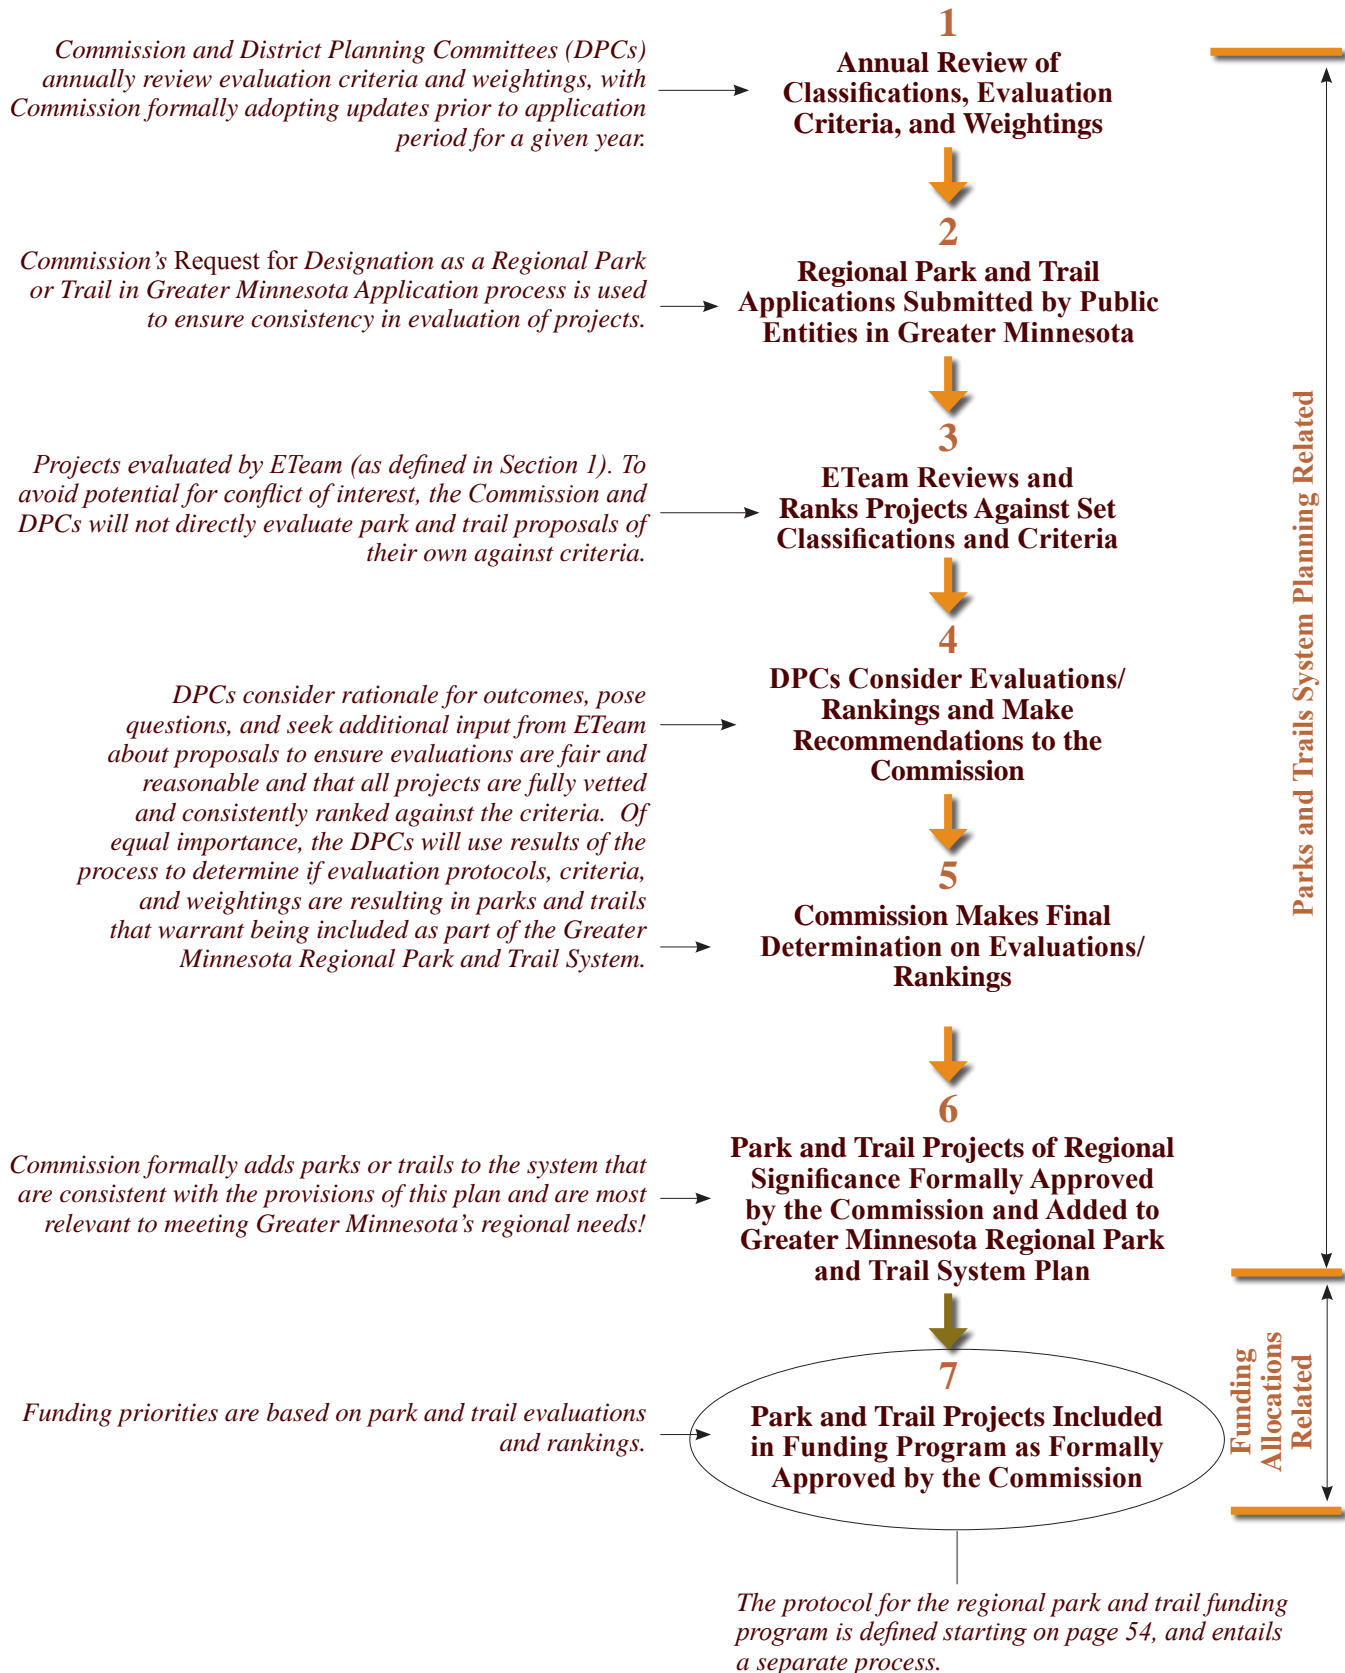 1
Annual Review of
Classifications, Evaluation
Criteria, and Weightings
Commission and District Planning Committees (DPCs)
annually review evaluation criteria and weightings, with
Commission formally adopting updates prior to application
period for a given year.
2
Regional Park and Trail
Applications Submitted by Public
Entities in Greater Minnesota
Commission's Request for Designation as a Regional Park
or Trail in Greater Minnesota Application process is used
to ensure consistency in evaluation of projects.
3
ETeam Reviews and
Ranks Projects Against Set
Classifications and Criteria
Projects evaluated by ETeam (as defined in Section 1). To
avoid potential for conflict of interest, the Commission and
DPCs will not directly evaluate park and trail proposals of
their own against criteria.
4
DPCs Consider Evaluations/
Rankings and Make
Recommendations to the
Commission
DPCs consider rationale for outcomes, pose
questions, and seek additional input from ETeam
about proposals to ensure evaluations are fair and
reasonable and that all projects are fully vetted
and consistently ranked against the criteria.  Of
equal importance, the DPCs will use results of the
process to determine if evaluation protocols, criteria,
and weightings are resulting in parks and trails
that warrant being included as part of the Greater
Minnesota Regional Park and Trail System.
5
Commission Makes Final
Determination on Evaluations/
Rankings
6
Park and Trail Projects of Regional
Significance Formally Approved
by the Commission and Added to
Greater Minnesota Regional Park
and Trail System Plan
Commission formally adds parks or trails to the system that
are consistent with the provisions of this plan and are most
relevant to meeting Greater Minnesota's regional needs!
7
Park and Trail Projects Included
in Funding Program as Formally
Approved by the Commission
Funding priorities are based on park and trail evaluations
and rankings.
The protocol for the regional park and trail funding
program is defined starting on page 54, and entails
a separate process.
Parks and Trails System Planning Related
Funding
Allocations
Related